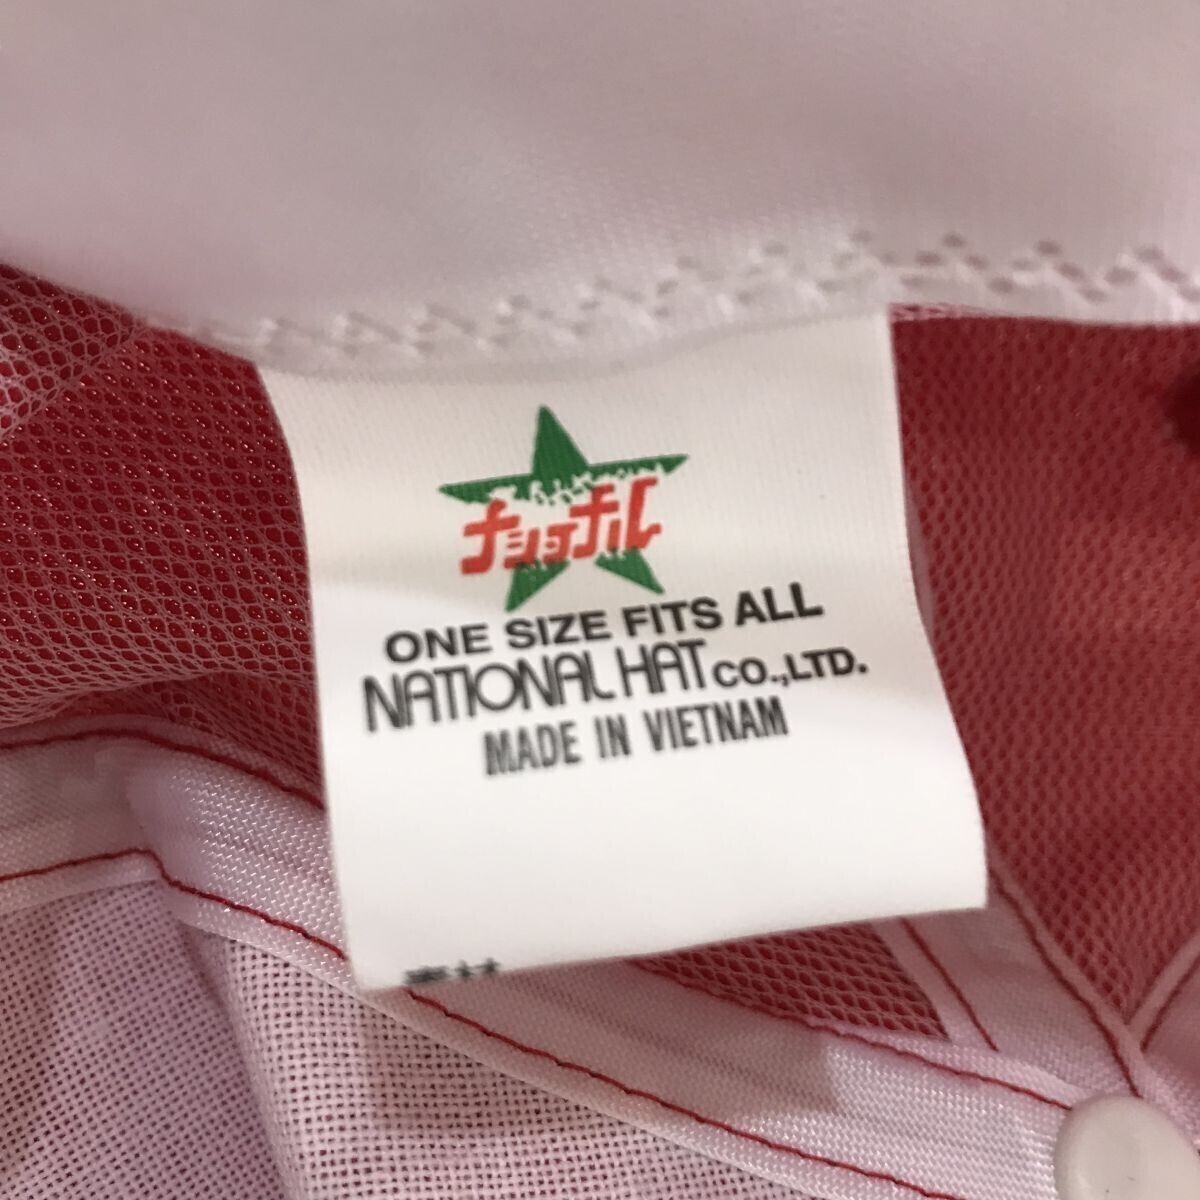 ナショナル
ONE SIZE FITS ALL
NATIONAL HAT CO.,LTD.
MADE IN VIETNAM